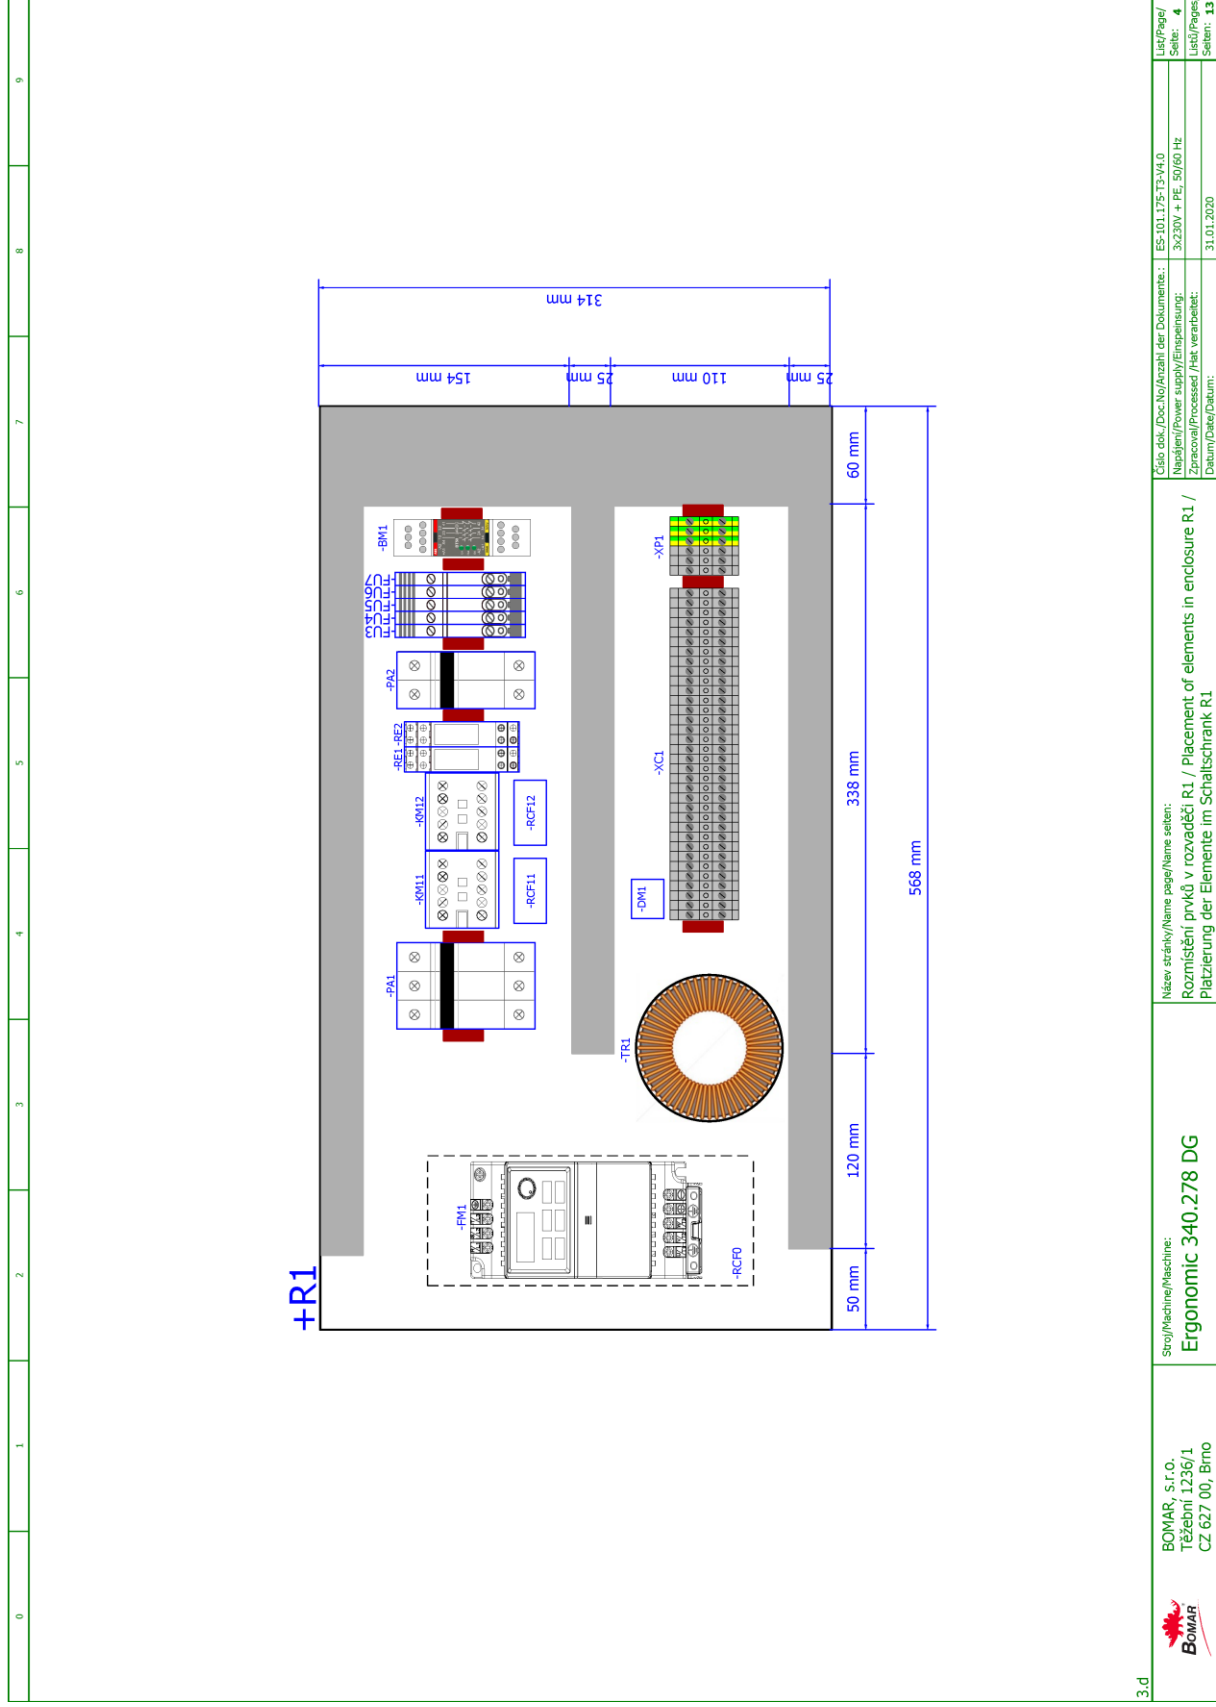 0
1
2
3
4
5
6
7
8
9
+R1
314 mm
154 mm
25 mm
110 mm
25 mm
-FM1
-RCF0
-PA1
-KM11
-KM12
-RCF11
-RCF12
-RE1
-RE2
-PA2
-FU3
-FU4
-FU5
-FU6
-FU7
-BM1
-TR1
-DM1
-XC1
-XP1
50 mm
120 mm
338 mm
60 mm
568 mm
3.d
BOMAR
BOMAR, s.r.o.
Těžební 1236/1
CZ 627 00, Brno
Stroj/Machine/Maschine:
Ergonomic 340.278 DG
Název stránky/Name page/Name seiten:
Rozmístění prvků v rozvaděči R1 / Placement of elements in enclosure R1 /
Platzierung der Elemente im Schaltschrank R1
Číslo dok./Doc.No/Anzahl der Dokumente.: ES-101.175-T3-V4.0
Napájení/Power supply/Einspeinsung: 3x230V + PE, 50/60 Hz
Zpracoval/Processed /Hat verarbeitet:
Datum/Date/Datum: 31.01.2020
List/Page/
Seite: 4
Listů/Pages/
Seiten: 13